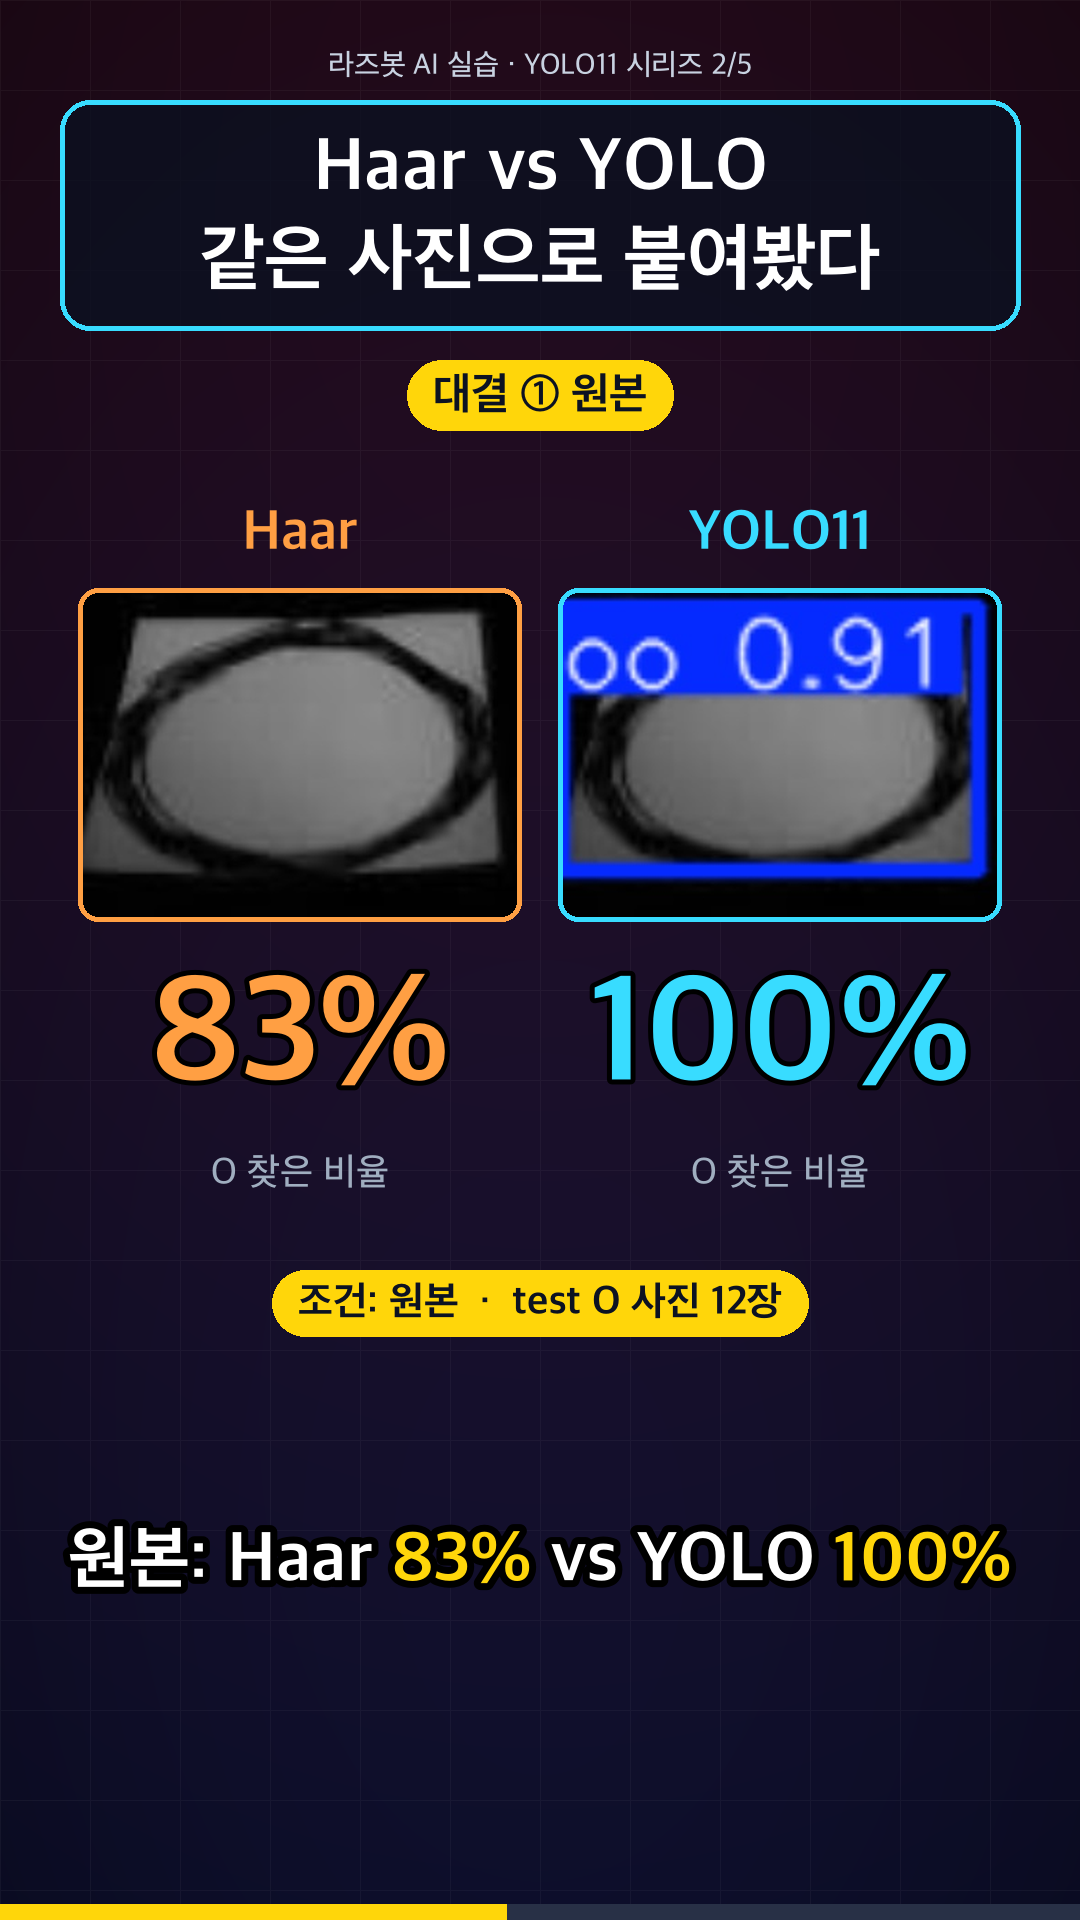 라즈봇 AI 실습 · YOLO11 시리즈 2/5
Haar vs YOLO
같은 사진으로 붙여봤다
대결 ① 원본
Haar
YOLO11
oo 0.91
83%
100%
O 찾은 비율
O 찾은 비율
조건: 원본 · test O 사진 12장
원본: Haar 83% vs YOLO 100%